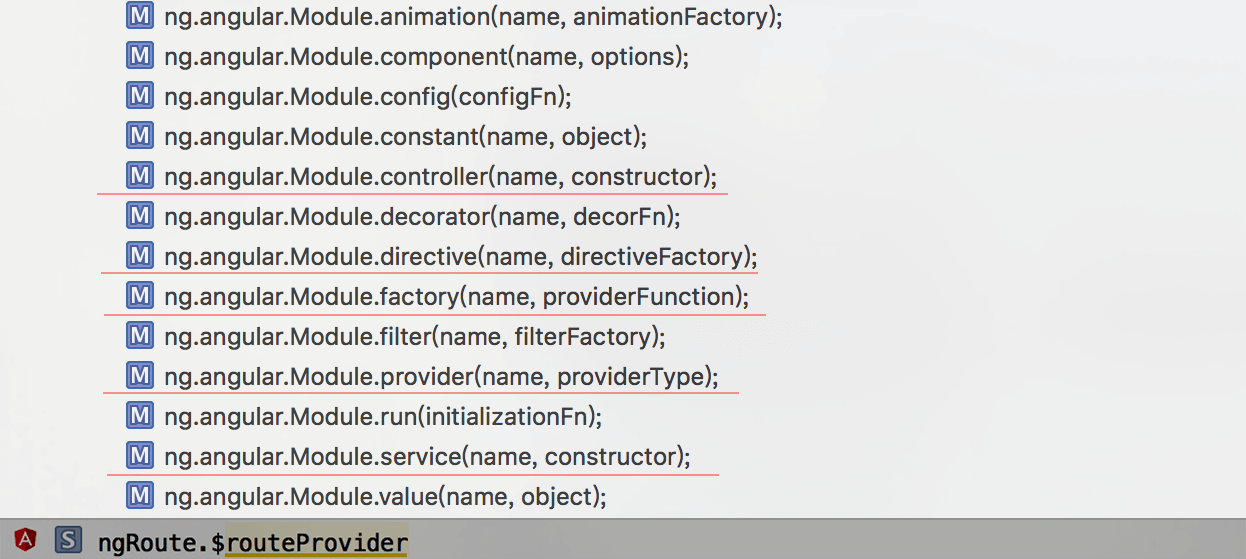 M ng.angular.Module.animation(name, animationFactory);
M ng.angular.Module.component(name, options);
M ng.angular.Module.config(configFn);
M ng.angular.Module.constant(name, object);
M ng.angular.Module.controller(name, constructor);
M ng.angular.Module.decorator(name, decorFn);
M ng.angular.Module.directive(name, directiveFactory);
M ng.angular.Module.factory(name, providerFunction);
M ng.angular.Module.filter(name, filterFactory);
M ng.angular.Module.provider(name, providerType);
M ng.angular.Module.run(initializationFn);
M ng.angular.Module.service(name, constructor);
M ng.angular.Module.value(name, object);
A S ngRoute.$routeProvider